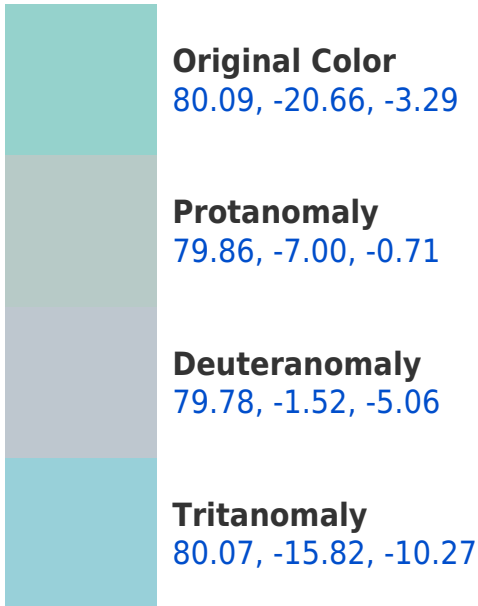 Original Color
80.09, -20.66, -3.29
Protanomaly
79.86, -7.00, -0.71
Deuteranomaly
79.78, -1.52, -5.06
Tritanomaly
80.07, -15.82, -10.27